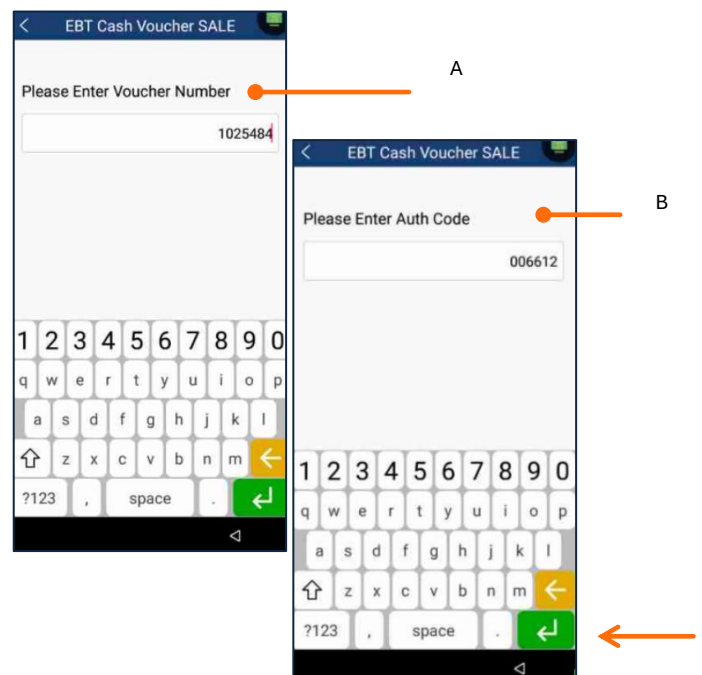 EBT Cash Voucher SALE
A
Please Enter Voucher Number
1025484
EBT Cash Voucher SALE
B
Please Enter Auth Code
006612
1 2 3 4 5 6 7 8 9 0
q w e r t y u i o p
a s d f g h j k l
z x c v b n m
?123 , space .
1 2 3 4 5 6 7 8 9 0
q w e r t y u i o p
a s d f g h j k l
z x c v b n m
?123 , space .